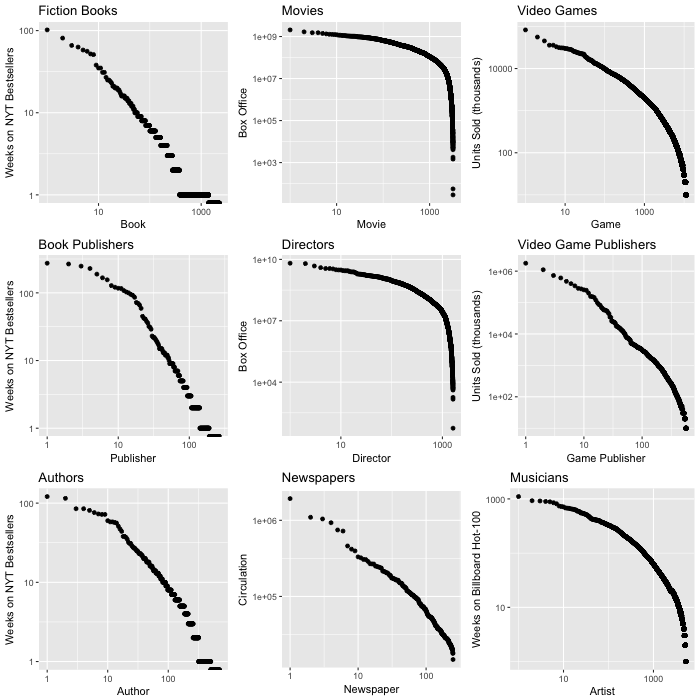 Fiction Books
Weeks on NYT Bestsellers
100
10
1
10
1000
Book
Movies
Box Office
1e+09
1e+07
1e+05
1e+03
10
1000
Movie
Video Games
Units Sold (thousands)
10000
100
10
1000
Game
Book Publishers
Weeks on NYT Bestsellers
100
10
1
1
10
100
Publisher
Directors
Box Office
1e+10
1e+07
1e+04
10
1000
Director
Video Game Publishers
Units Sold (thousands)
1e+06
1e+04
1e+02
1
10
100
Game Publisher
Authors
Weeks on NYT Bestsellers
100
10
1
1
10
100
Author
Newspapers
Circulation
1e+06
1e+05
1
10
100
Newspaper
Musicians
Weeks on Billboard Hot-100
1000
10
10
1000
Artist